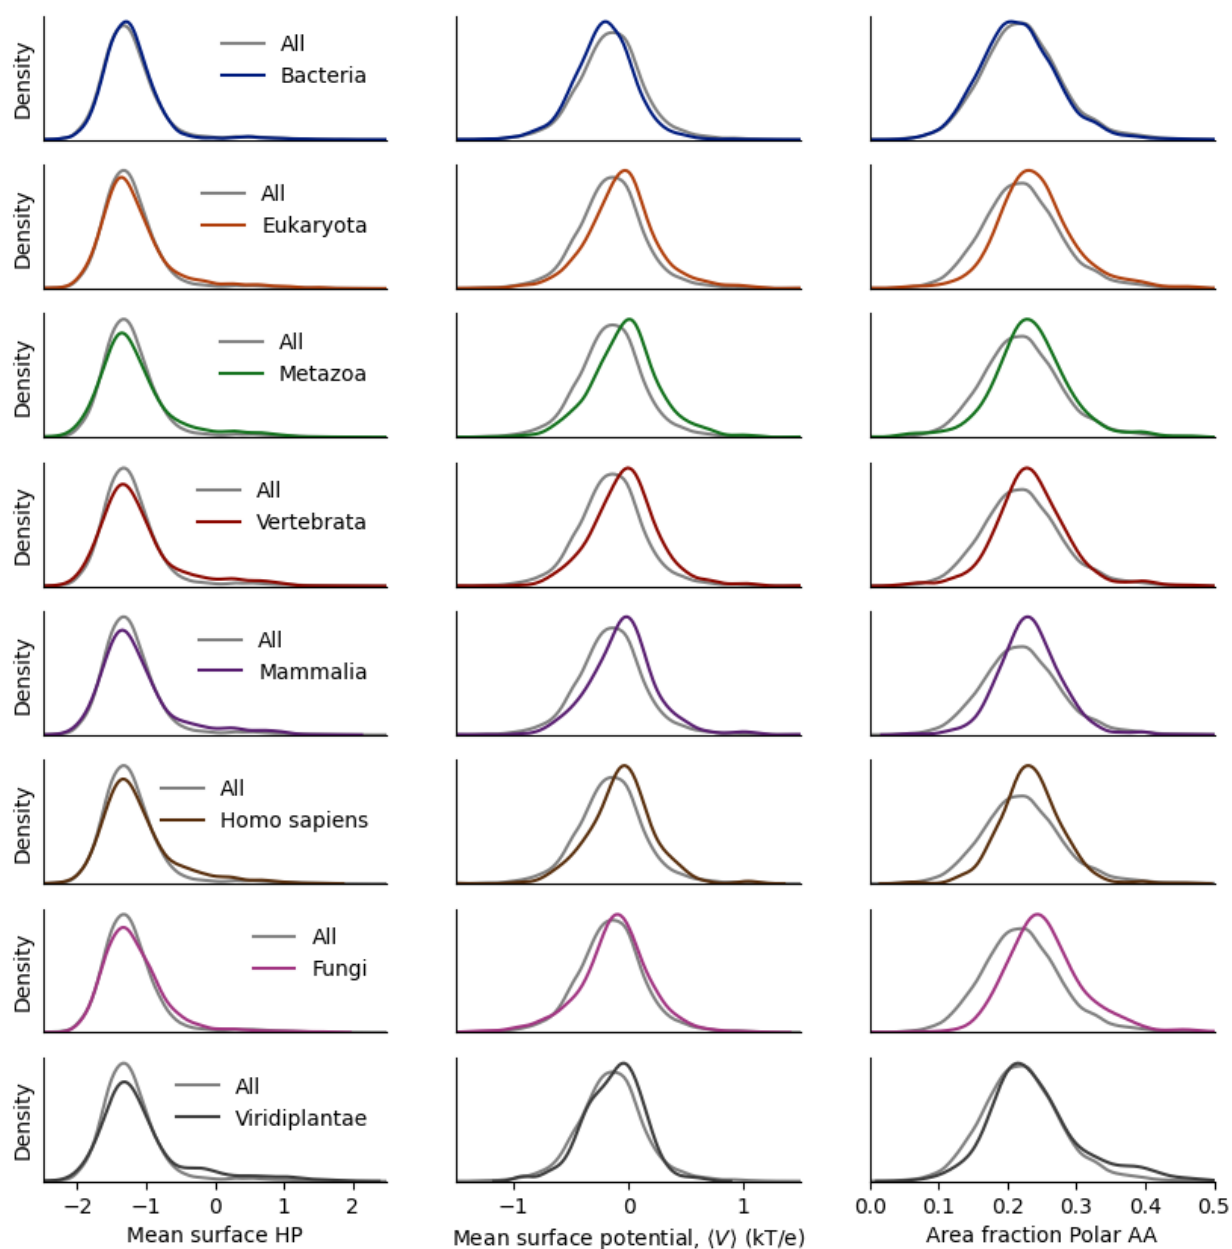 Density
All
Bacteria
Density
All
Eukaryota
Density
All
Metazoa
Density
All
Vertebrata
Density
All
Mammalia
Density
All
Homo sapiens
Density
All
Fungi
Density
All
Viridiplantae
−2 −1 0 1 2
−1 0 1
0.0 0.1 0.2 0.3 0.4 0.5
Mean surface HP
Mean surface potential, ⟨V⟩ (kT/e)
Area fraction Polar AA